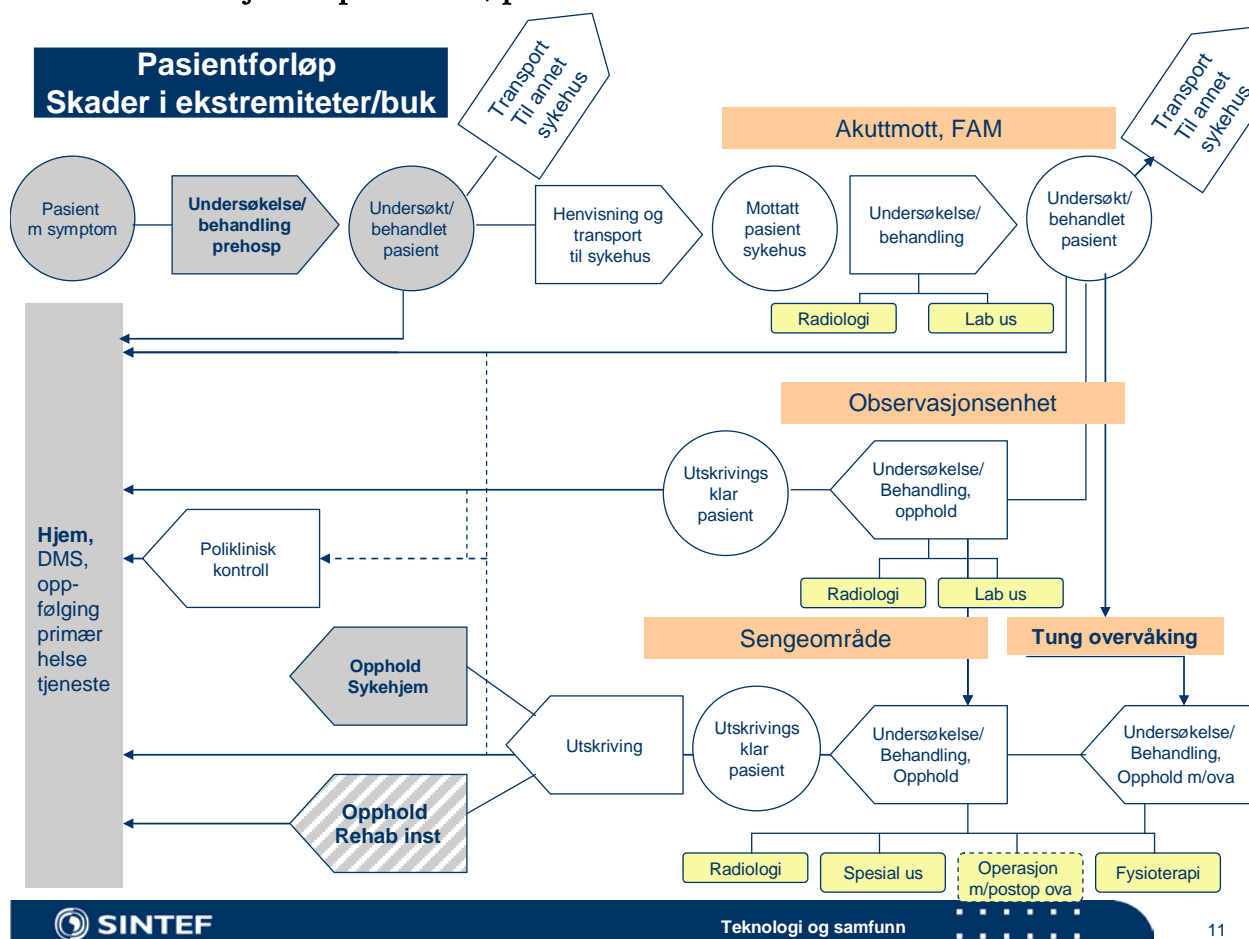 Pasientforløp
Skader i ekstremiteter/buk
Transport
Til annet
sykehus
Transport
Til annet
sykehus
Akuttmott, FAM
Pasient
m symptom
Undersøkelse/
behandling
prehosp
Undersøkt/
behandlet
pasient
Henvisning og
transport
til sykehus
Mottatt
pasient
sykehus
Undersøkelse/
behandling
Undersøkt/
behandlet
pasient
Radiologi
Lab us
Observasjonsenhet
Utskrivings
klar
pasient
Undersøkelse/
Behandling,
opphold
Hjem,
DMS,
opp-
følging
primær
helse
tjeneste
Poliklinisk
kontroll
Radiologi
Lab us
Sengeområde
Tung overvåking
Opphold
Sykehjem
Utskriving
Utskrivings
klar
pasient
Undersøkelse/
Behandling,
Opphold
Undersøkelse/
Behandling,
Opphold m/ova
Opphold
Rehab inst
Radiologi
Spesial us
Operasjon
m/postop ova
Fysioterapi
SINTEF
Teknologi og samfunn
11